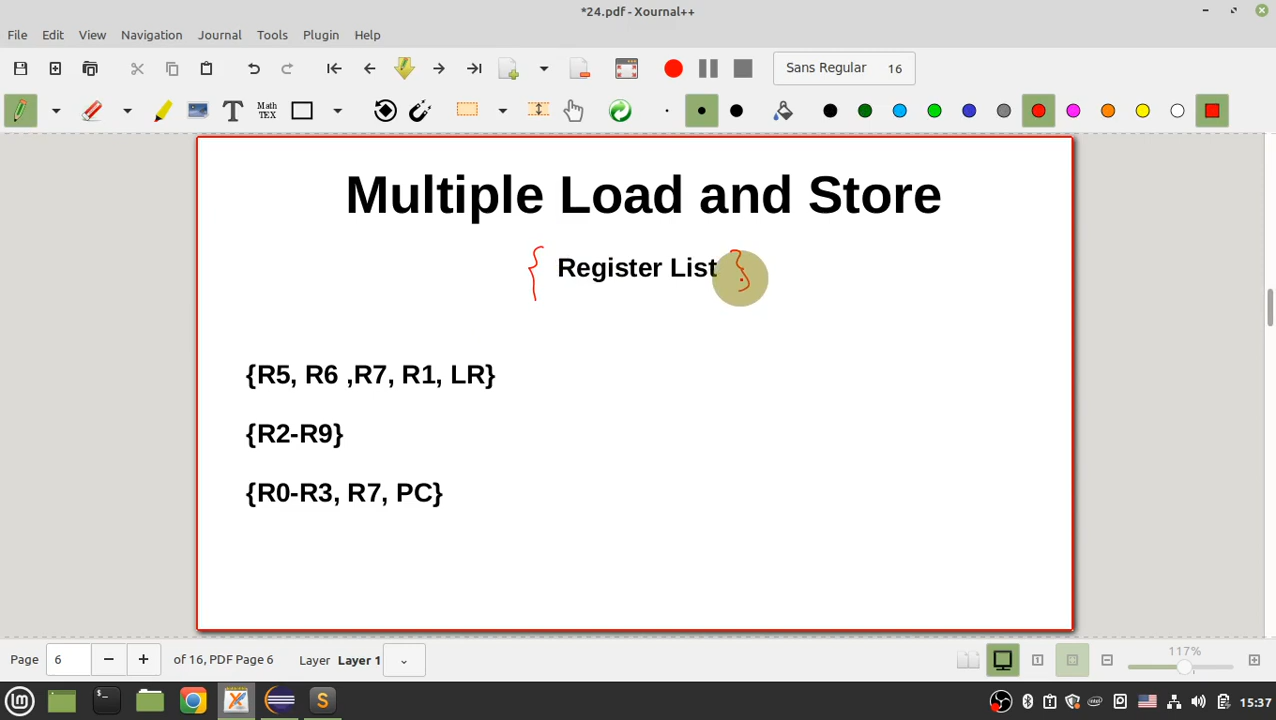 *24.pdf - Xournal++
File Edit View Navigation Journal Tools Plugin Help
Sans Regular 16
T Math TEX
Multiple Load and Store
{ Register List }
{R5, R6 ,R7, R1, LR}
{R2-R9}
{R0-R3, R7, PC}
117%
Page 6 of 16, PDF Page 6 Layer Layer 1
15:37